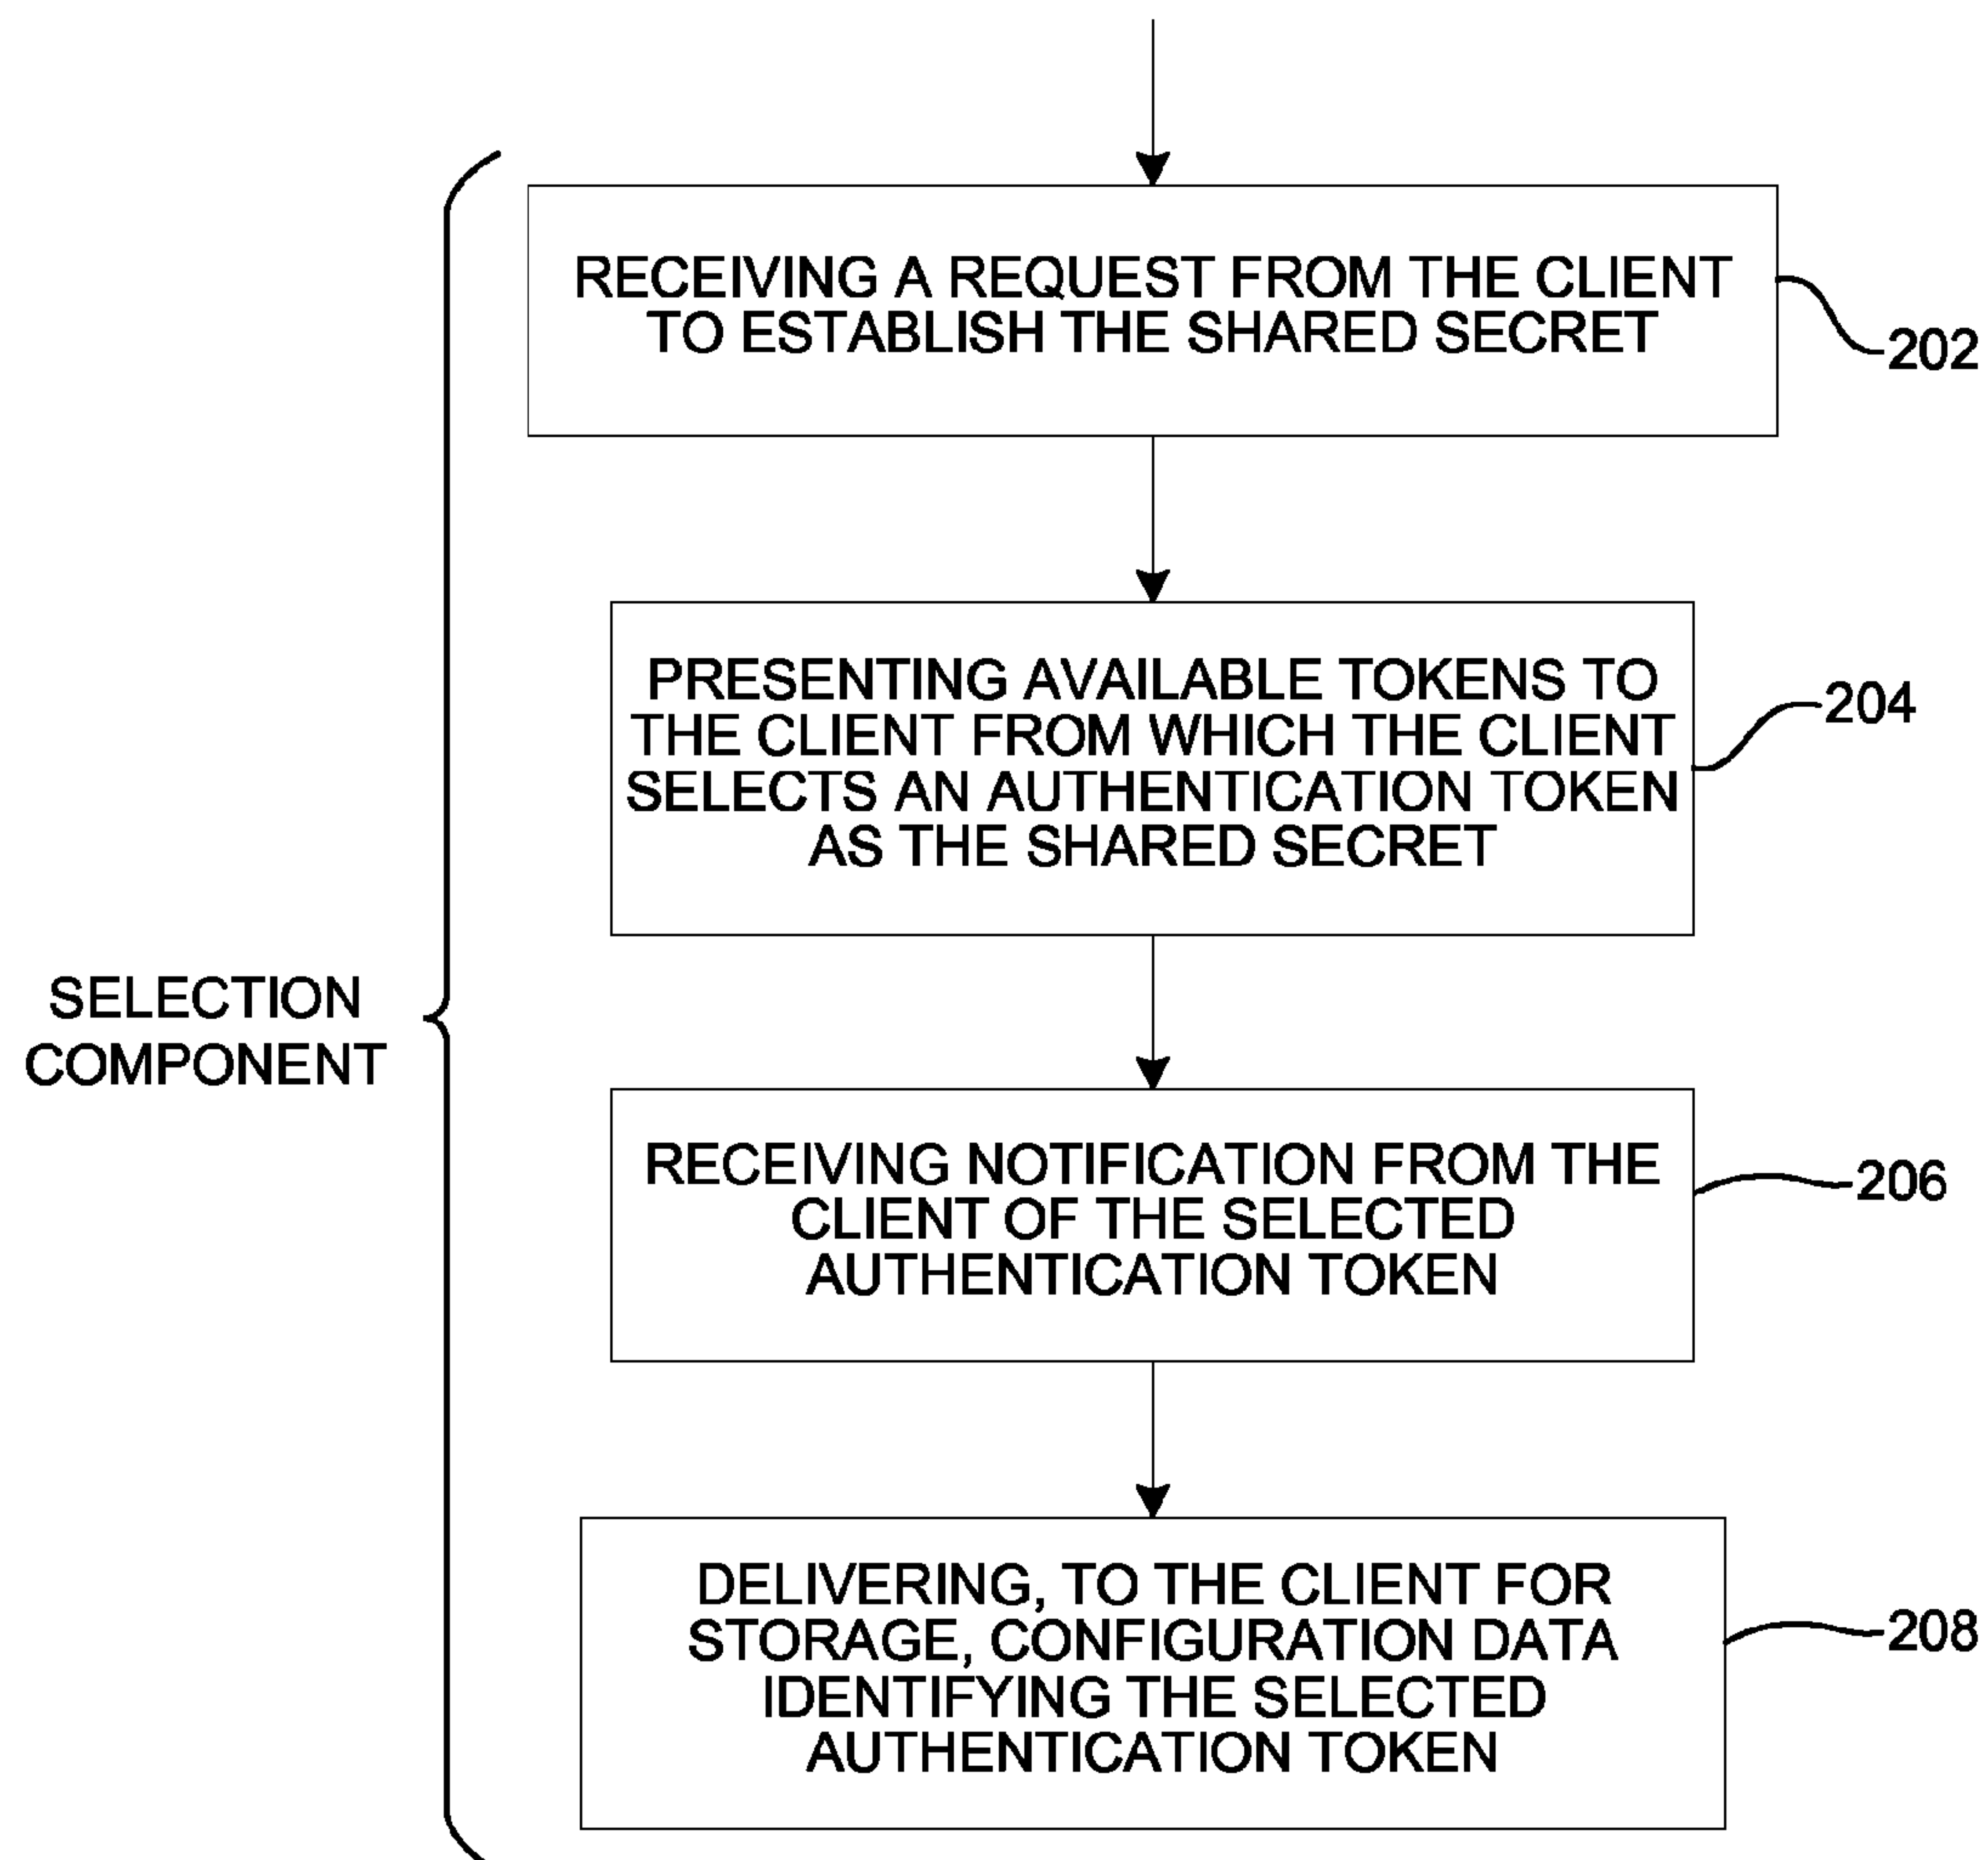 RECEIVING A REQUEST FROM THE CLIENT
TO ESTABLISH THE SHARED SECRET
202
PRESENTING AVAILABLE TOKENS TO
THE CLIENT FROM WHICH THE CLIENT
SELECTS AN AUTHENTICATION TOKEN
AS THE SHARED SECRET
204
SELECTION
COMPONENT
RECEIVING NOTIFICATION FROM THE
CLIENT OF THE SELECTED
AUTHENTICATION TOKEN
206
DELIVERING, TO THE CLIENT FOR
STORAGE, CONFIGURATION DATA
IDENTIFYING THE SELECTED
AUTHENTICATION TOKEN
208